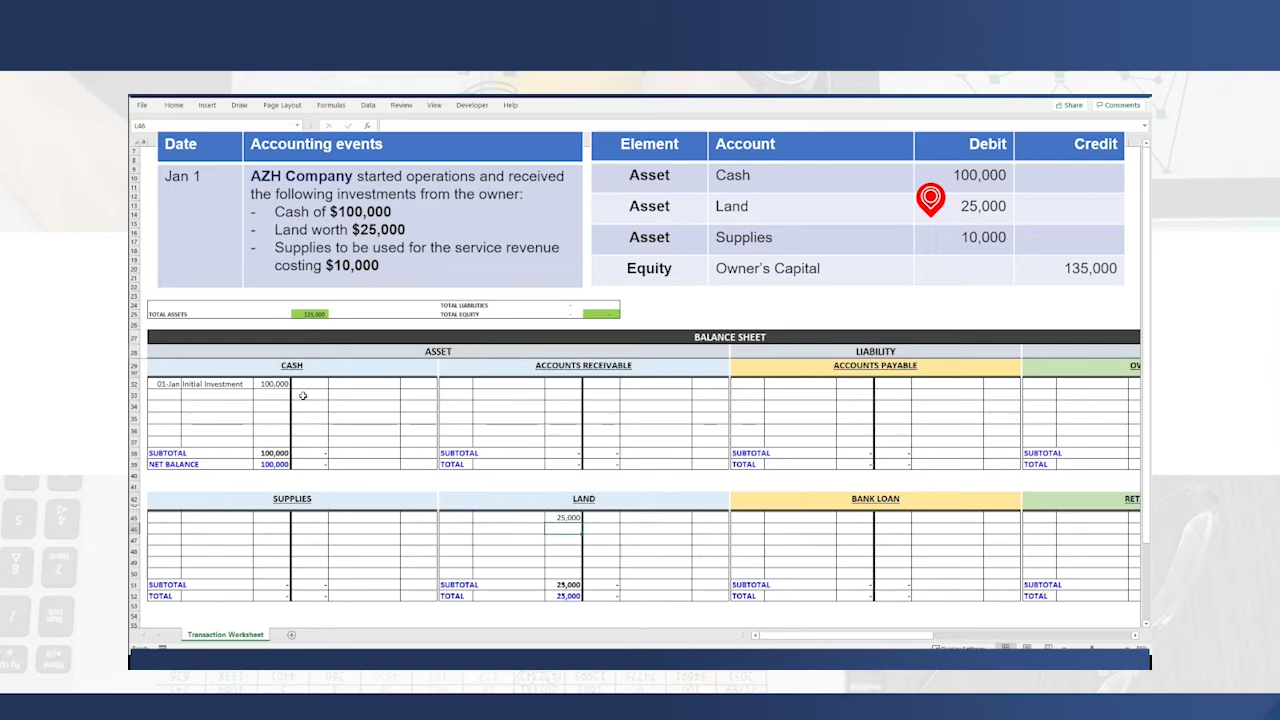 File Home Insert Draw Page Layout Formulas Data Review View Developer Help Share Comments
L46 fx
Date Accounting events
Jan 1 AZH Company started operations and received
the following investments from the owner:
- Cash of $100,000
- Land worth $25,000
- Supplies to be used for the service revenue
costing $10,000
Element Account Debit Credit
Asset Cash 100,000
Asset Land 25,000
Asset Supplies 10,000
Equity Owner's Capital 135,000
TOTAL LIABILITIES -
TOTAL ASSETS 125,000 TOTAL EQUITY - -
BALANCE SHEET
ASSET LIABILITY
CASH ACCOUNTS RECEIVABLE ACCOUNTS PAYABLE OV
01-Jan Initial Investment 100,000
SUBTOTAL 100,000 - SUBTOTAL - - SUBTOTAL - - SUBTOTAL
NET BALANCE 100,000 TOTAL - - TOTAL - - TOTAL
SUPPLIES LAND BANK LOAN RET
25,000
SUBTOTAL - - SUBTOTAL 25,000 - SUBTOTAL - - SUBTOTAL
TOTAL - - TOTAL 25,000 TOTAL - - TOTAL
Transaction Worksheet